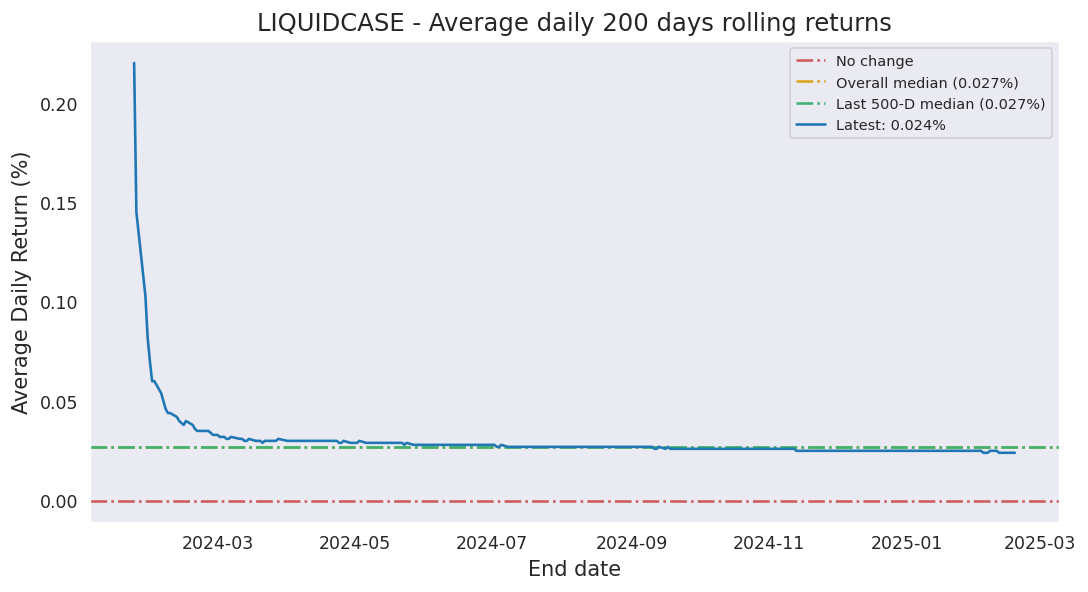 LIQUIDCASE - Average daily 200 days rolling returns
No change
Overall median (0.027%)
Last 500-D median (0.027%)
Latest: 0.024%
Average Daily Return (%)
0.20
0.15
0.10
0.05
0.00
2024-03 2024-05 2024-07 2024-09 2024-11 2025-01 2025-03
End date